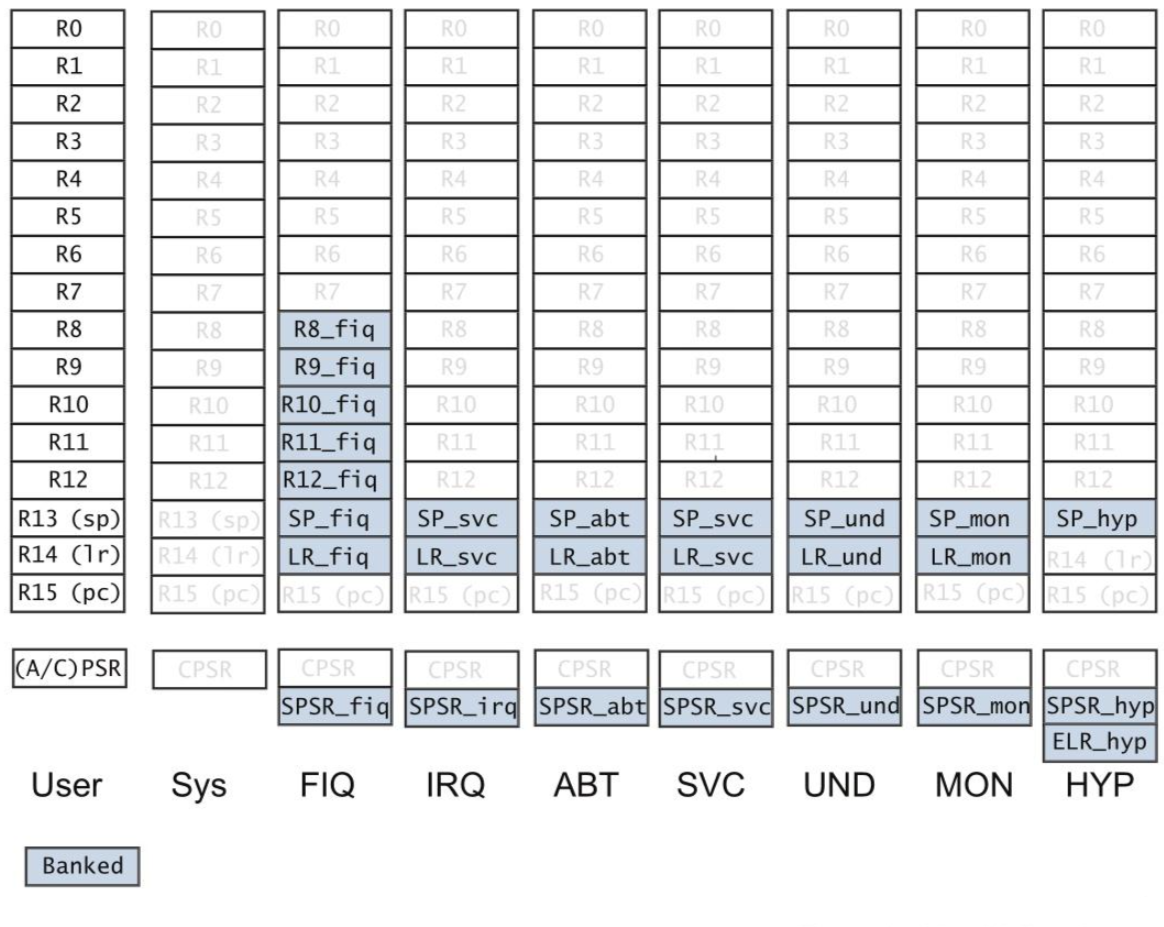 R0 R0 R0 R0 R0 R0 R0 R0 R0
R1 R1 R1 R1 R1 R1 R1 R1 R1
R2 R2 R2 R2 R2 R2 R2 R2 R2
R3 R3 R3 R3 R3 R3 R3 R3 R3
R4 R4 R4 R4 R4 R4 R4 R4 R4
R5 R5 R5 R5 R5 R5 R5 R5 R5
R6 R6 R6 R6 R6 R6 R6 R6 R6
R7 R7 R7 R7 R7 R7 R7 R7 R7
R8 R8 R8_fiq R8 R8 R8 R8 R8 R8
R9 R9 R9_fiq R9 R9 R9 R9 R9 R9
R10 R10 R10_fiq R10 R10 R10 R10 R10 R10
R11 R11 R11_fiq R11 R11 R11 R11 R11 R11
R12 R12 R12_fiq R12 R12 R12 R12 R12 R12
R13 (sp) R13 (sp) SP_fiq SP_svc SP_abt SP_svc SP_und SP_mon SP_hyp
R14 (lr) R14 (lr) LR_fiq LR_svc LR_abt LR_svc LR_und LR_mon R14 (lr)
R15 (pc) R15 (pc) R15 (pc) R15 (pc) R15 (pc) R15 (pc) R15 (pc) R15 (pc) R15 (pc)
(A/C)PSR CPSR CPSR CPSR CPSR CPSR CPSR CPSR CPSR
SPSR_fiq SPSR_irq SPSR_abt SPSR_svc SPSR_und SPSR_mon SPSR_hyp
ELR_hyp
User Sys FIQ IRQ ABT SVC UND MON HYP
Banked